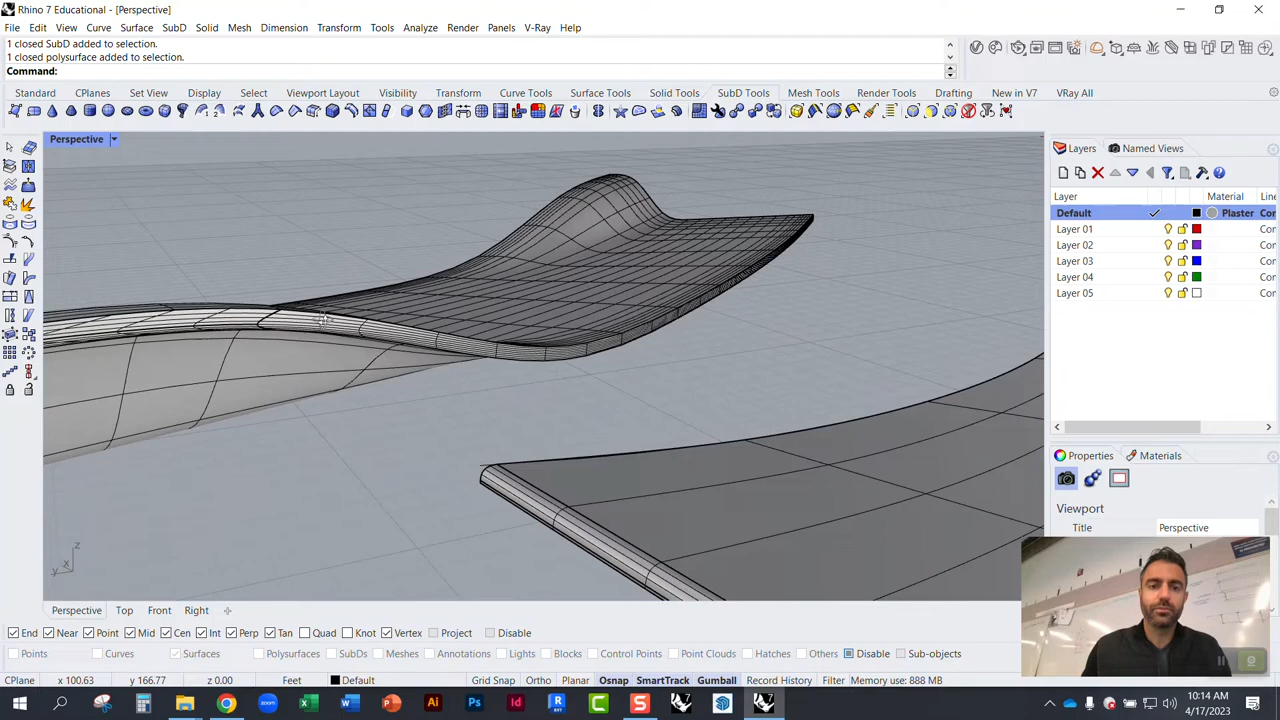 Rhino 7 Educational - [Perspective]
File Edit View Curve Surface SubD Solid Mesh Dimension Transform Tools Analyze Render Panels V-Ray Help
1 closed SubD added to selection.
1 closed polysurface added to selection.
Command:
Standard CPlanes Set View Display Select Viewport Layout Visibility Transform Curve Tools Surface Tools Solid Tools SubD Tools Mesh Tools Render Tools Drafting New in V7 VRay All
Perspective
Layers Named Views
Layer Material Line
Default Plaster Cor
Layer 01 Cor
Layer 02 Cor
Layer 03 Cor
Layer 04 Cor
Layer 05 Cor
Properties Materials
Viewport
Title Perspective
z
y x
Perspective Top Front Right
End Near Point Mid Cen Int Perp Tan Quad Knot Vertex Project Disable
Points Curves Surfaces Polysurfaces SubDs Meshes Annotations Lights Blocks Control Points Point Clouds Hatches Others Disable Sub-objects
CPlane x 100.63 y 166.77 z 0.00 Feet Default Grid Snap Ortho Planar Osnap SmartTrack Gumball Record History Filter Memory use: 888 MB
10:14 AM
4/17/2023